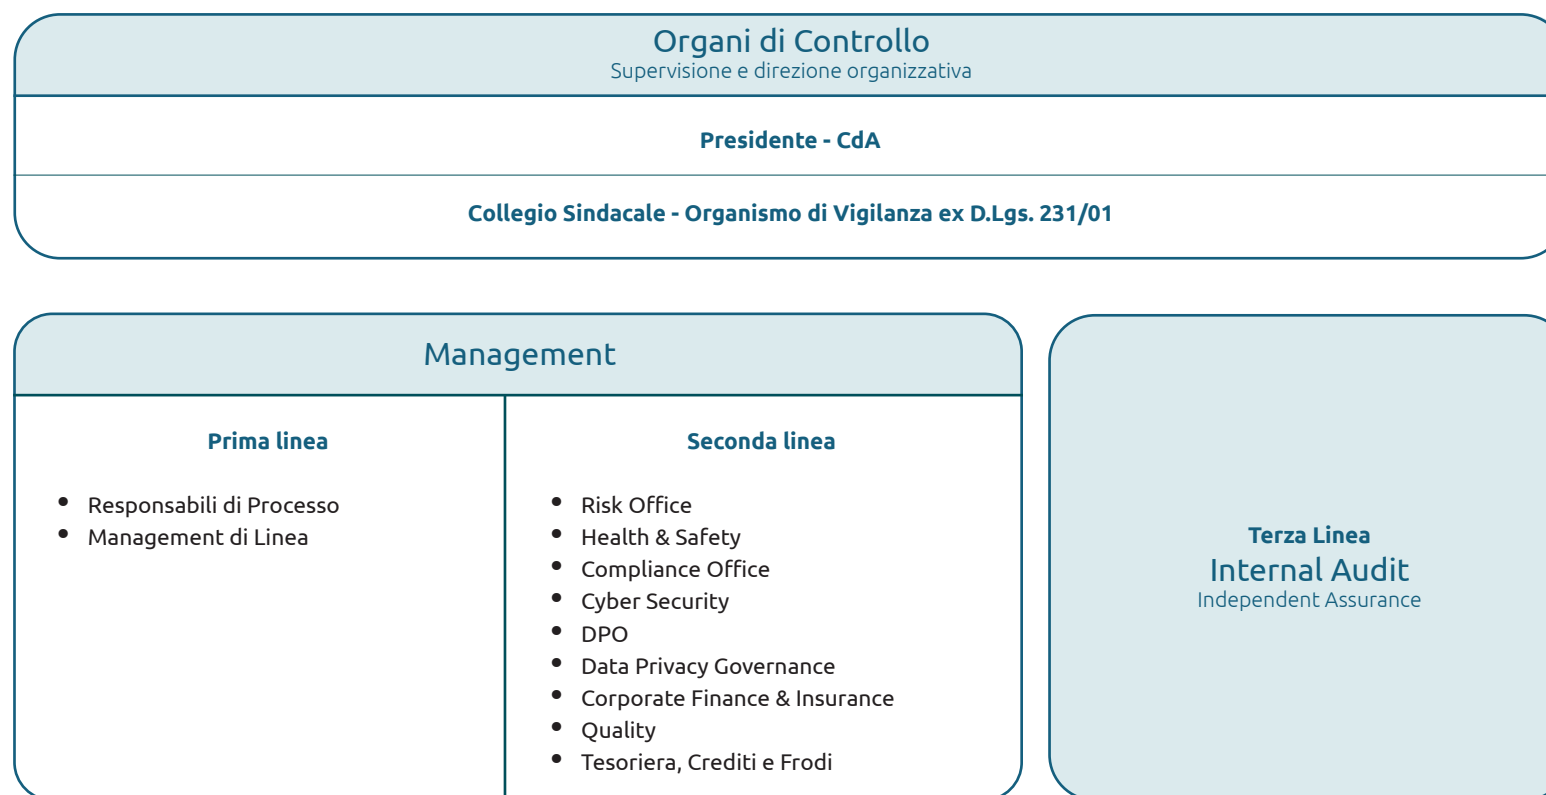 Organi di Controllo
Supervisione e direzione organizzativa
Presidente - CdA
Collegio Sindacale - Organismo di Vigilanza ex D.Lgs. 231/01
Management
Prima linea
• Responsabili di Processo
• Management di Linea
Seconda linea
• Risk Office
• Health & Safety
• Compliance Office
• Cyber Security
• DPO
• Data Privacy Governance
• Corporate Finance & Insurance
• Quality
• Tesoriera, Crediti e Frodi
Terza Linea
Internal Audit
Independent Assurance